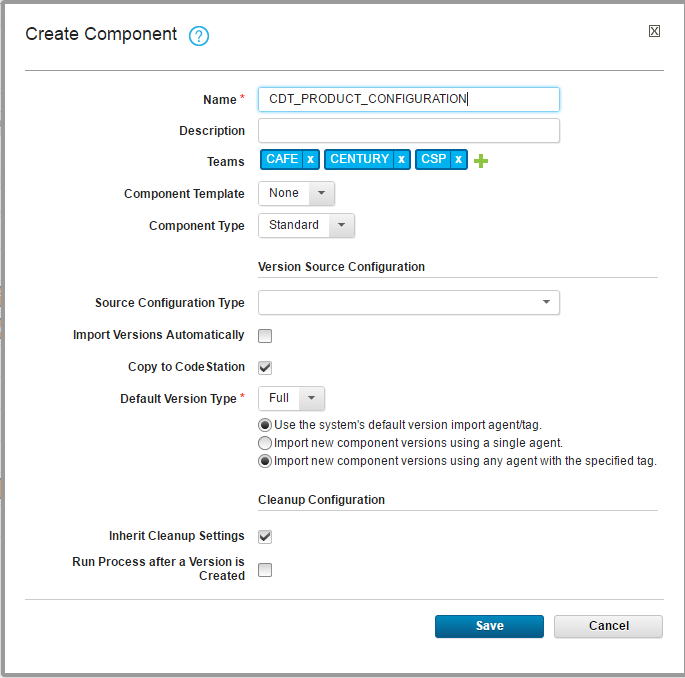 Create Component ?
Name * CDT_PRODUCT_CONFIGURATION
Description
Teams CAFE x CENTURY x CSP x
Component Template None
Component Type Standard
Version Source Configuration
Source Configuration Type
Import Versions Automatically
Copy to CodeStation
Default Version Type * Full
Use the system's default version import agent/tag.
Import new component versions using a single agent.
Import new component versions using any agent with the specified tag.
Cleanup Configuration
Inherit Cleanup Settings
Run Process after a Version is
Created
Save Cancel